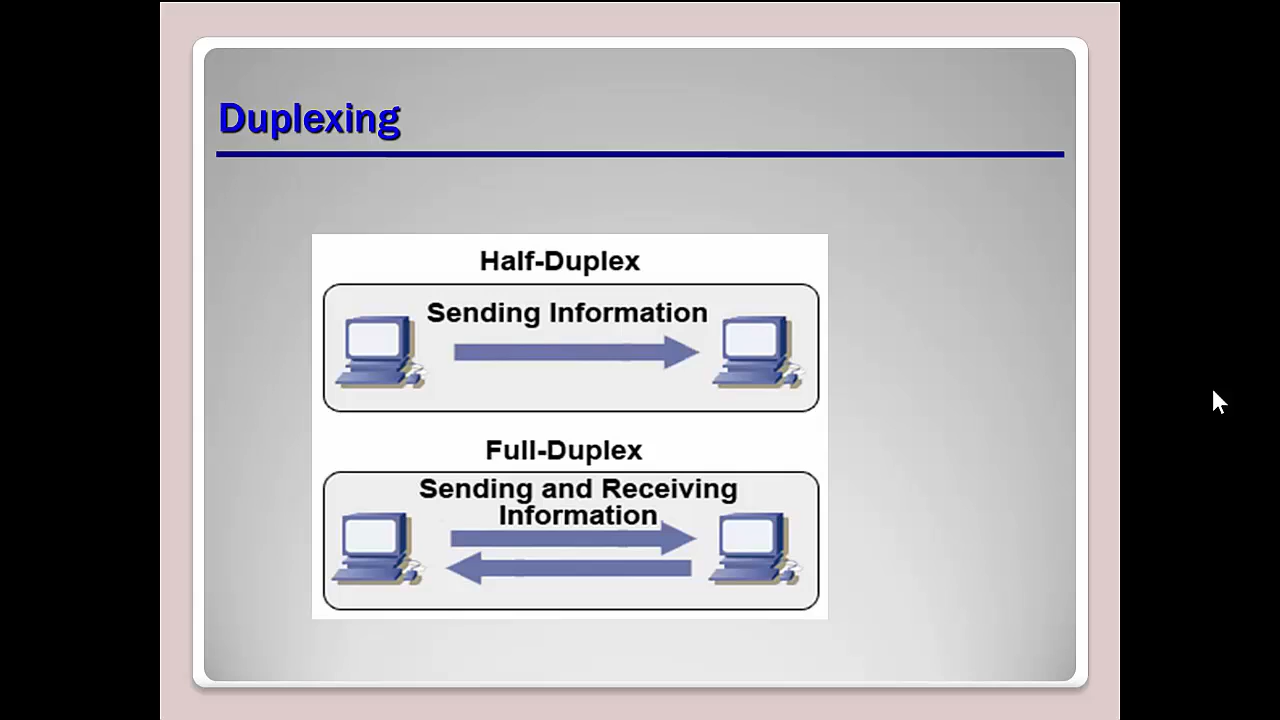 Duplexing
Half-Duplex
Sending Information
Full-Duplex
Sending and Receiving
Information